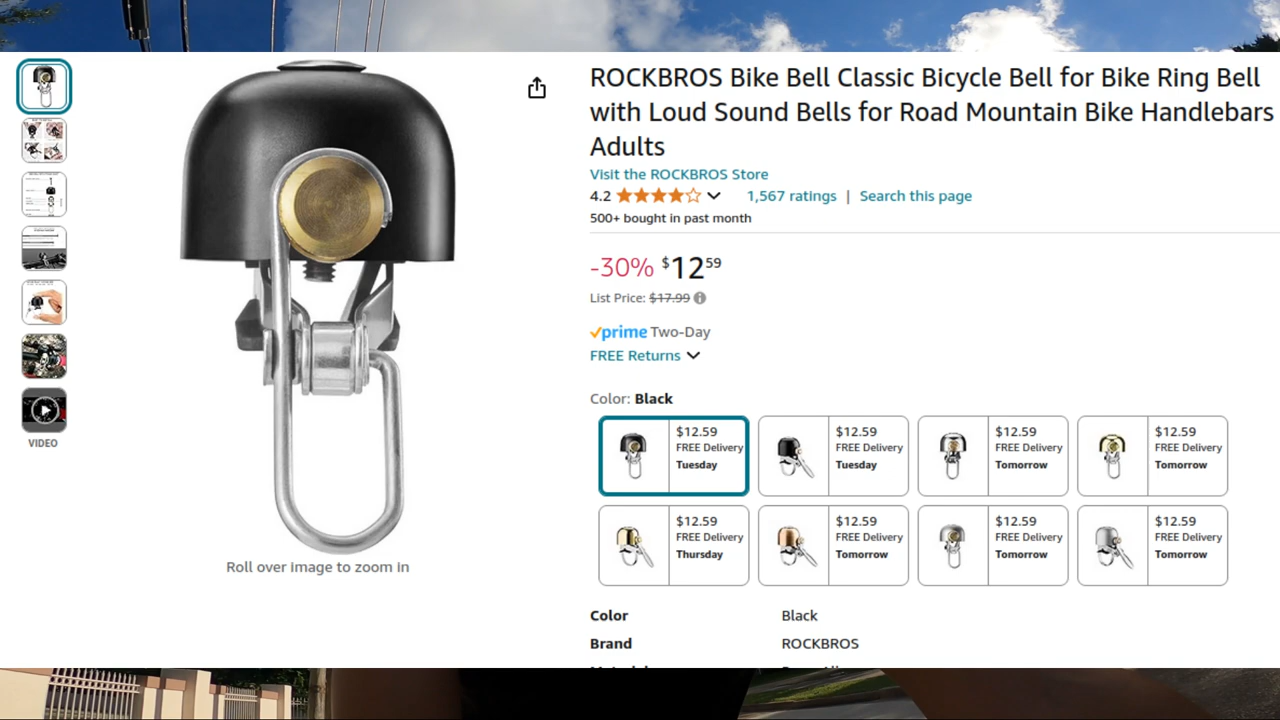 ROCKBROS Bike Bell Classic Bicycle Bell for Bike Ring Bell
with Loud Sound Bells for Road Mountain Bike Handlebars
Adults
Visit the ROCKBROS Store
4.2
1,567 ratings | Search this page
500+ bought in past month
-30% $12 59
List Price: $17.99
prime Two-Day
FREE Returns
Color: Black
$12.59
FREE Delivery
Tuesday
$12.59
FREE Delivery
Tuesday
$12.59
FREE Delivery
Tomorrow
$12.59
FREE Delivery
Tomorrow
$12.59
FREE Delivery
Thursday
$12.59
FREE Delivery
Tomorrow
$12.59
FREE Delivery
Tomorrow
$12.59
FREE Delivery
Tomorrow
Color Black
Brand ROCKBROS
VIDEO
Roll over image to zoom in